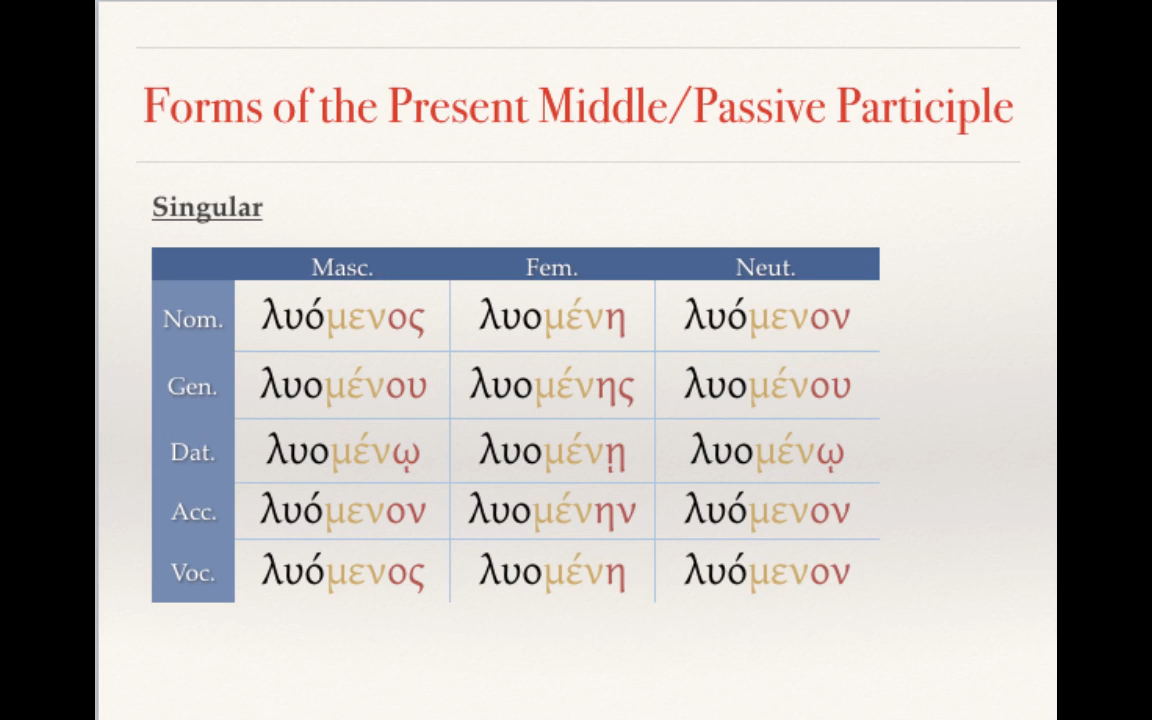 Forms of the Present Middle/Passive Participle
Singular
Masc. Fem. Neut.
Nom. λυόμενος λυομένη λυόμενον
Gen. λυομένου λυομένης λυομένου
Dat. λυομένῳ λυομένῃ λυομένῳ
Acc. λυόμενον λυομένην λυόμενον
Voc. λυόμενος λυομένη λυόμενον